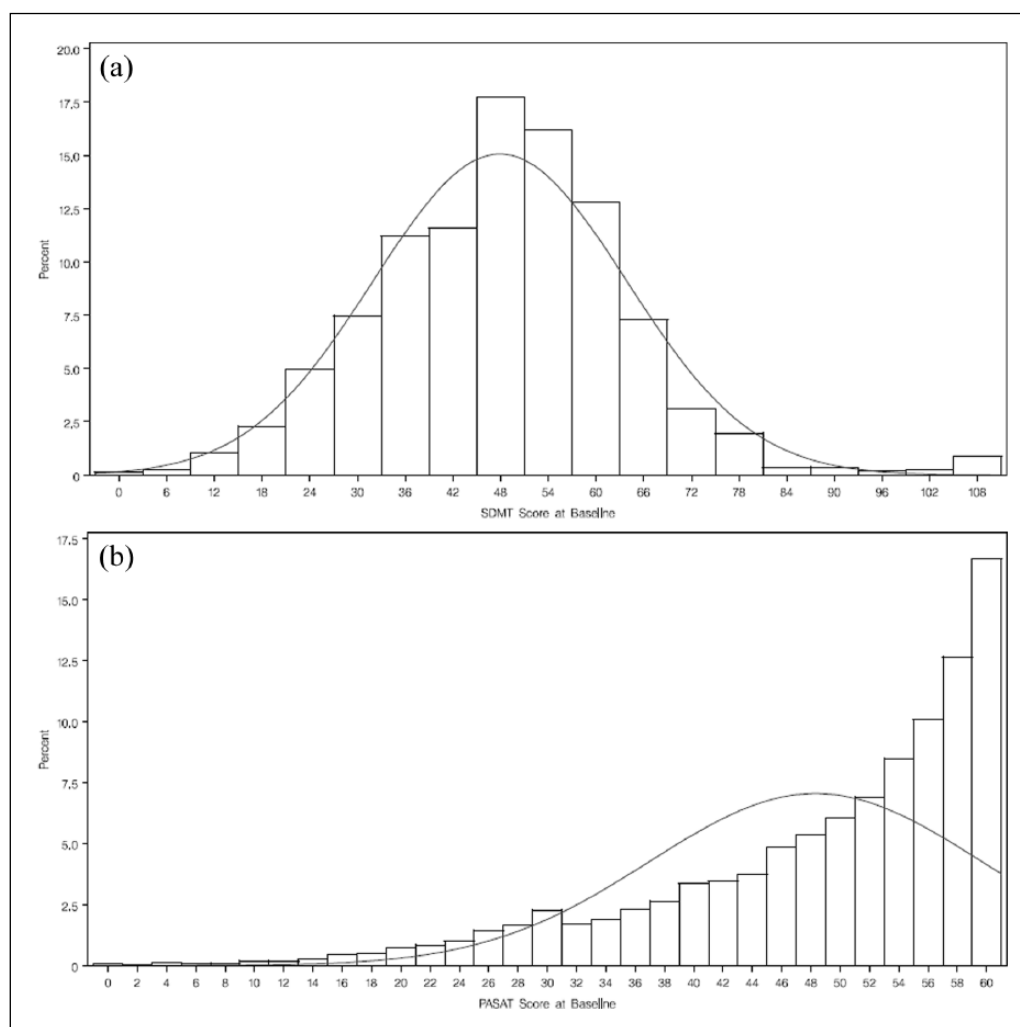 (a)
20.0
17.5
15.0
12.5
10.0
7.5
5.0
2.5
0
Percent
0 6 12 18 24 30 36 42 48 54 60 66 72 78 84 90 96 102 108
SDMT Score at Baseline
(b)
17.5
15.0
12.5
10.0
7.5
5.0
2.5
0
Percent
0 2 4 6 8 10 12 14 16 18 20 22 24 26 28 30 32 34 36 38 40 42 44 46 48 50 52 54 56 58 60
PASAT Score at Baseline